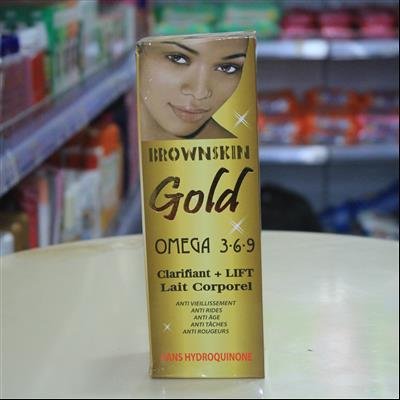 BROWNSKIN
Gold
OMEGA 3•6•9
Clarifiant + LIFT
Lait Corporel
ANTI VIEILLISSEMENT
ANTI RIDES
ANTI ÂGE
ANTI TÂCHES
ANTI ROUGEURS
SANS HYDROQUINONE